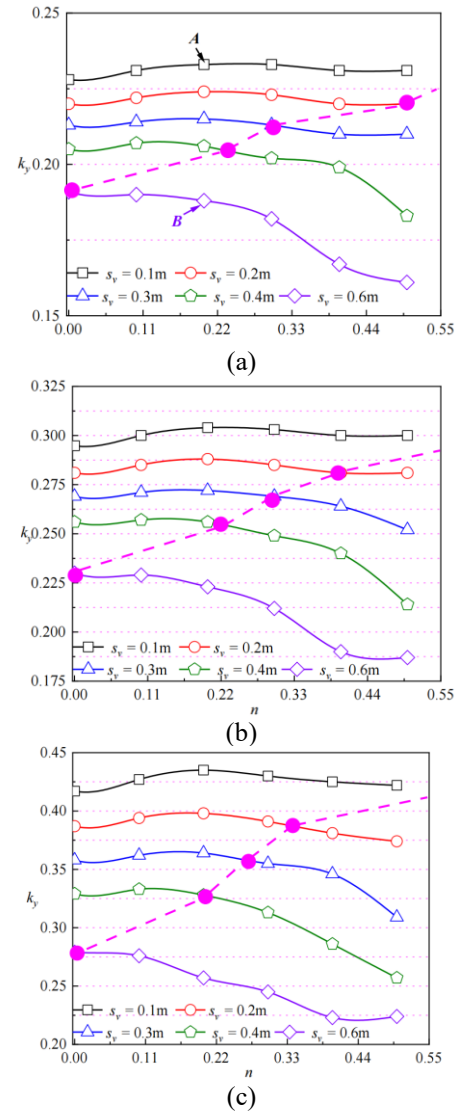 0.25
A
k_y 0.20
B
s_v = 0.1m s_v = 0.2m
s_v = 0.3m s_v = 0.4m s_v = 0.6m
0.15
0.00 0.11 0.22 0.33 0.44 0.55
(a)
0.325
0.300
0.275
k_y
0.250
0.225
0.200
s_v = 0.1m s_v = 0.2m
s_v = 0.3m s_v = 0.4m s_v = 0.6m
0.175
0.00 0.11 0.22 0.33 0.44 0.55
n
(b)
0.45
0.40
0.35
k_y
0.30
0.25
s_v = 0.1m s_v = 0.2m
s_v = 0.3m s_v = 0.4m s_v = 0.6m
0.20
0.00 0.11 0.22 0.33 0.44 0.55
n
(c)